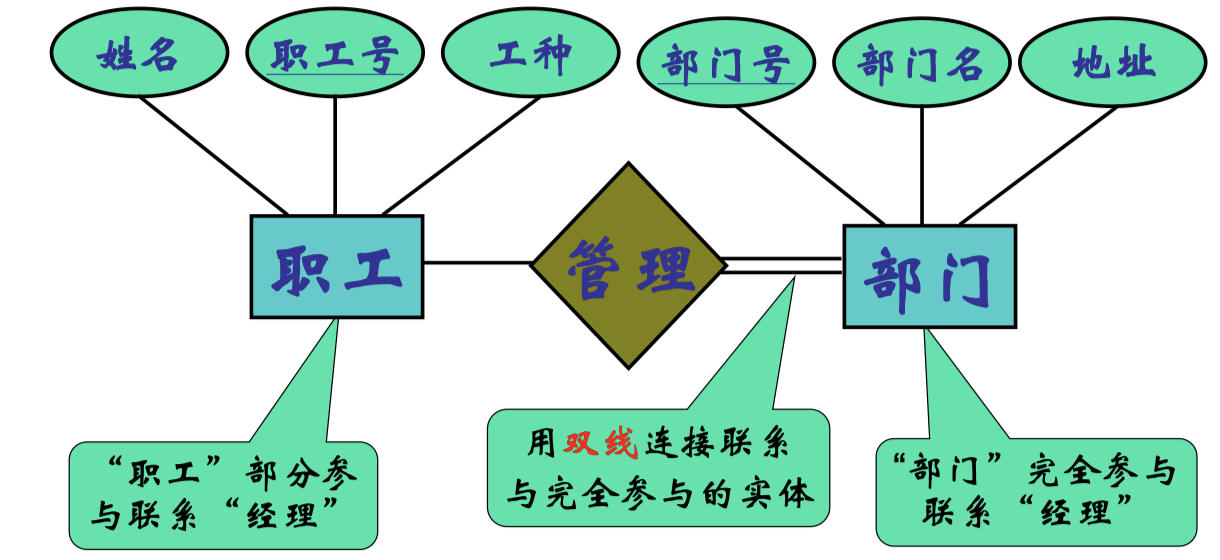 姓名
职工号
工种
部门号
部门名
地址
职工
管理
部门
“职工”部分参
与联系“经理”
用双线连接联系
与完全参与的实体
“部门”完全参与
联系“经理”